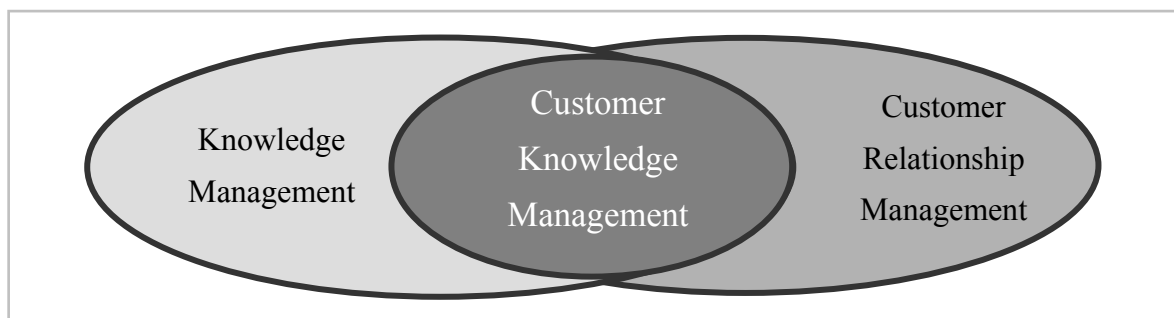 Knowledge
Management
Customer
Knowledge
Management
Customer
Relationship
Management